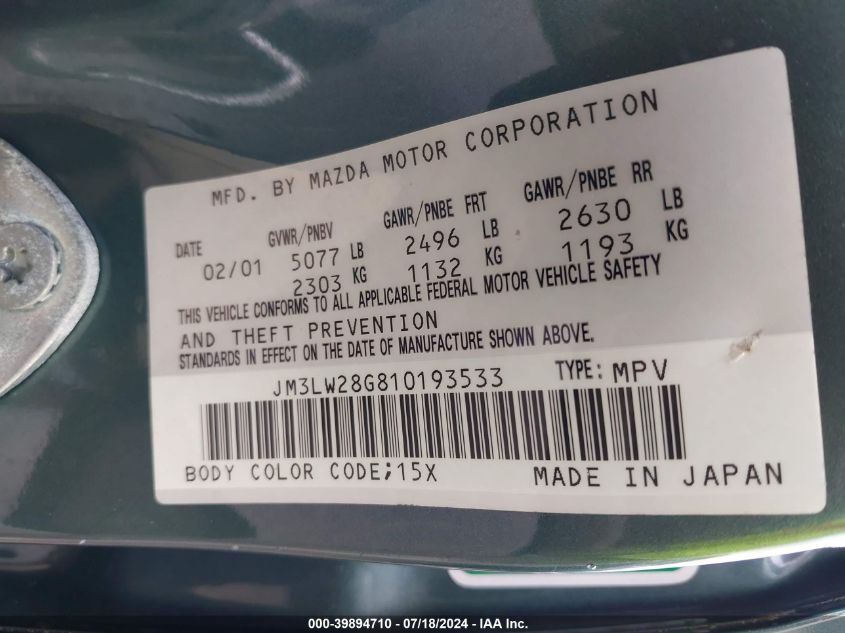 MFD. BY MAZDA MOTOR CORPORATION
DATE GVWR/PNBV GAWR/PNBE FRT GAWR/PNBE RR
02/01 5077 LB 2496 LB 2630 LB
2303 KG 1132 KG 1193 KG
THIS VEHICLE CONFORMS TO ALL APPLICABLE FEDERAL MOTOR VEHICLE SAFETY
AND THEFT PREVENTION
STANDARDS IN EFFECT ON THE DATE OF MANUFACTURE SHOWN ABOVE.
JM3LW28G810193533 TYPE: MPV
BODY COLOR CODE;15X MADE IN JAPAN
000-39894710 - 07/18/2024 - IAA Inc.